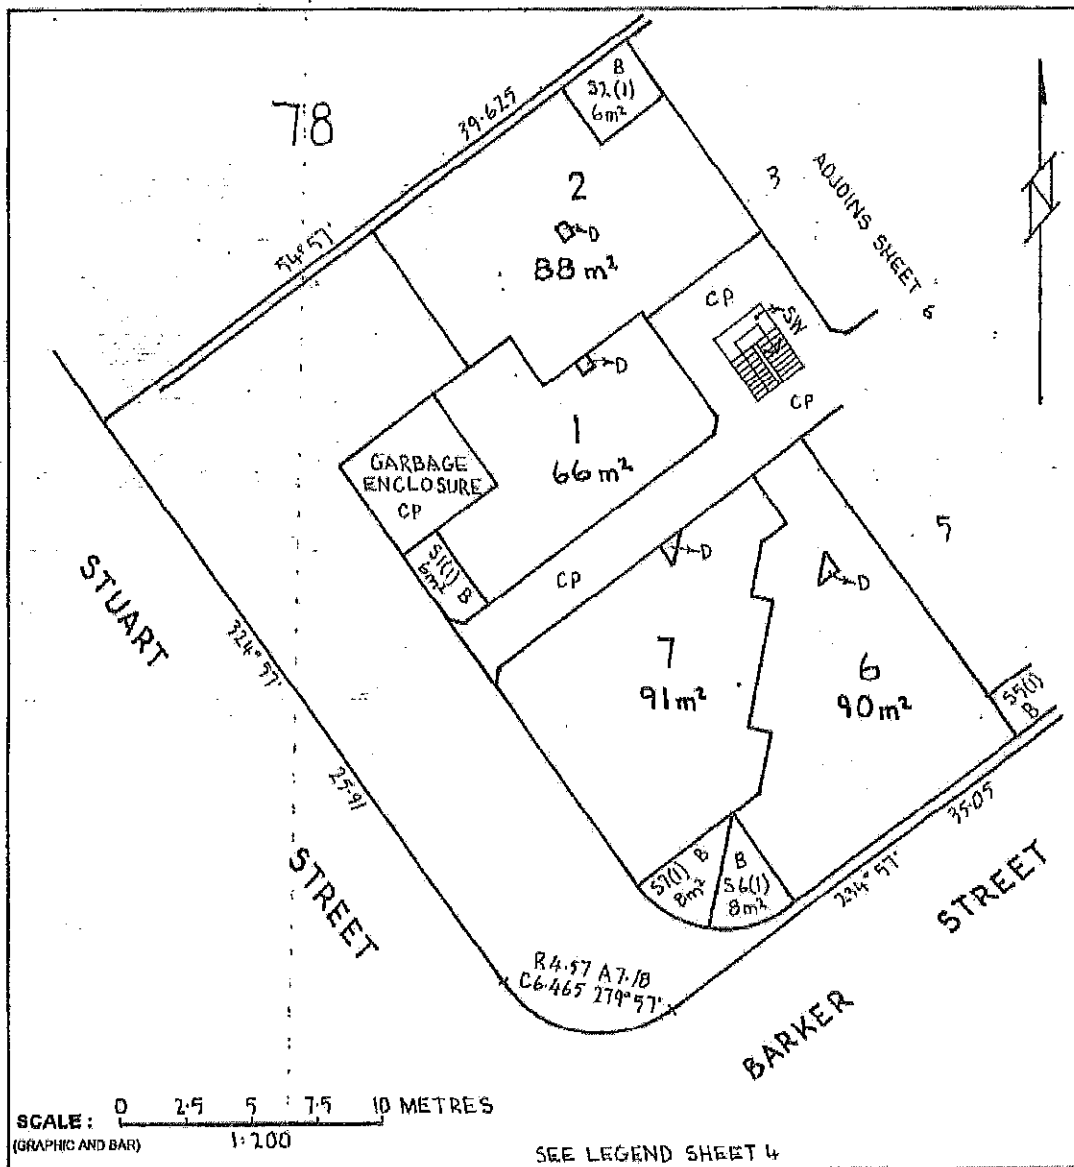 78
39.625
54°57'
B
S2(1)
6m²
2
D
88 m²
3
ADJOINS SHEET 6
CP
SW
D
1
66 m²
CP
GARBAGE
ENCLOSURE
CP
S1(1) B
6m²
CP
D
5
D
7
91m²
6
90m²
S5(1)
B
STUART
324°57'
25.91
STREET
S7(1) B
8m²
B
S6(1)
8m²
35.05
234°57'
STREET
BARKER
R4.57 A7.18
C6.465 279°57'
SCALE:
(GRAPHIC AND BAR)
0 2.5 5 7.5 10 METRES
1:200
SEE LEGEND SHEET 4